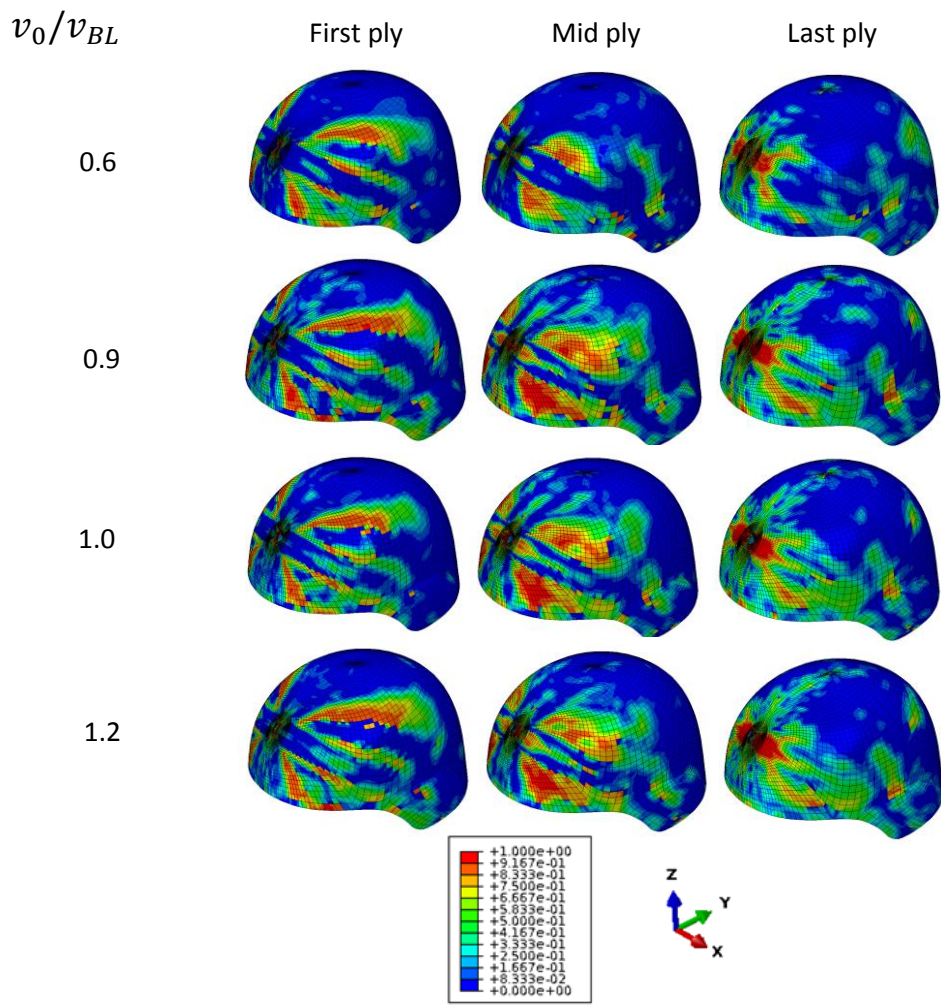 v₀/v_BL First ply Mid ply Last ply
0.6
0.9
1.0
1.2
+1.000e+00
+9.167e-01
+8.333e-01
+7.500e-01
+6.667e-01
+5.833e-01
+5.000e-01
+4.167e-01
+3.333e-01
+2.500e-01
+1.667e-01
+8.333e-02
+0.000e+00
Z
Y
X